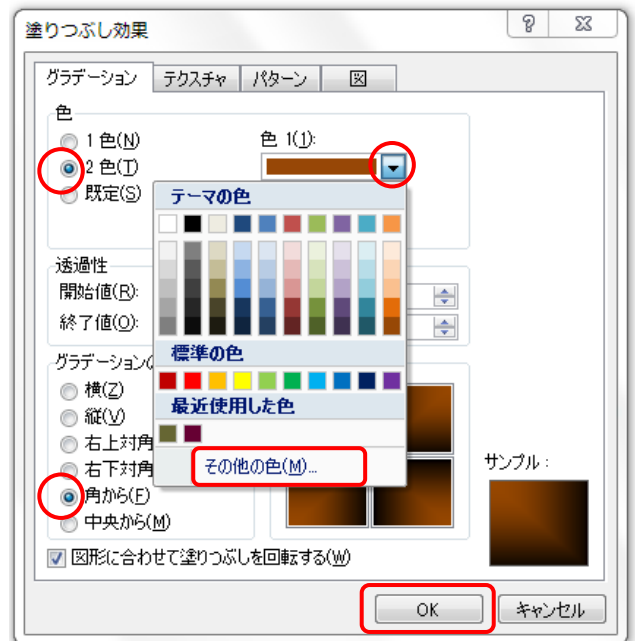 塗りつぶし効果
グラデーション テクスチャ パターン 図
色
1 色(N) 色 1(1):
2 色(T)
既定(S)
テーマの色
透過性
開始値(R):
終了値(O):
標準の色
グラデーションの
横(Z)
最近使用した色
縦(V)
右上対角
その他の色(M)...
右下対角
サンプル :
角から(F)
中央から(M)
図形に合わせて塗りつぶしを回転する(W)
OK キャンセル